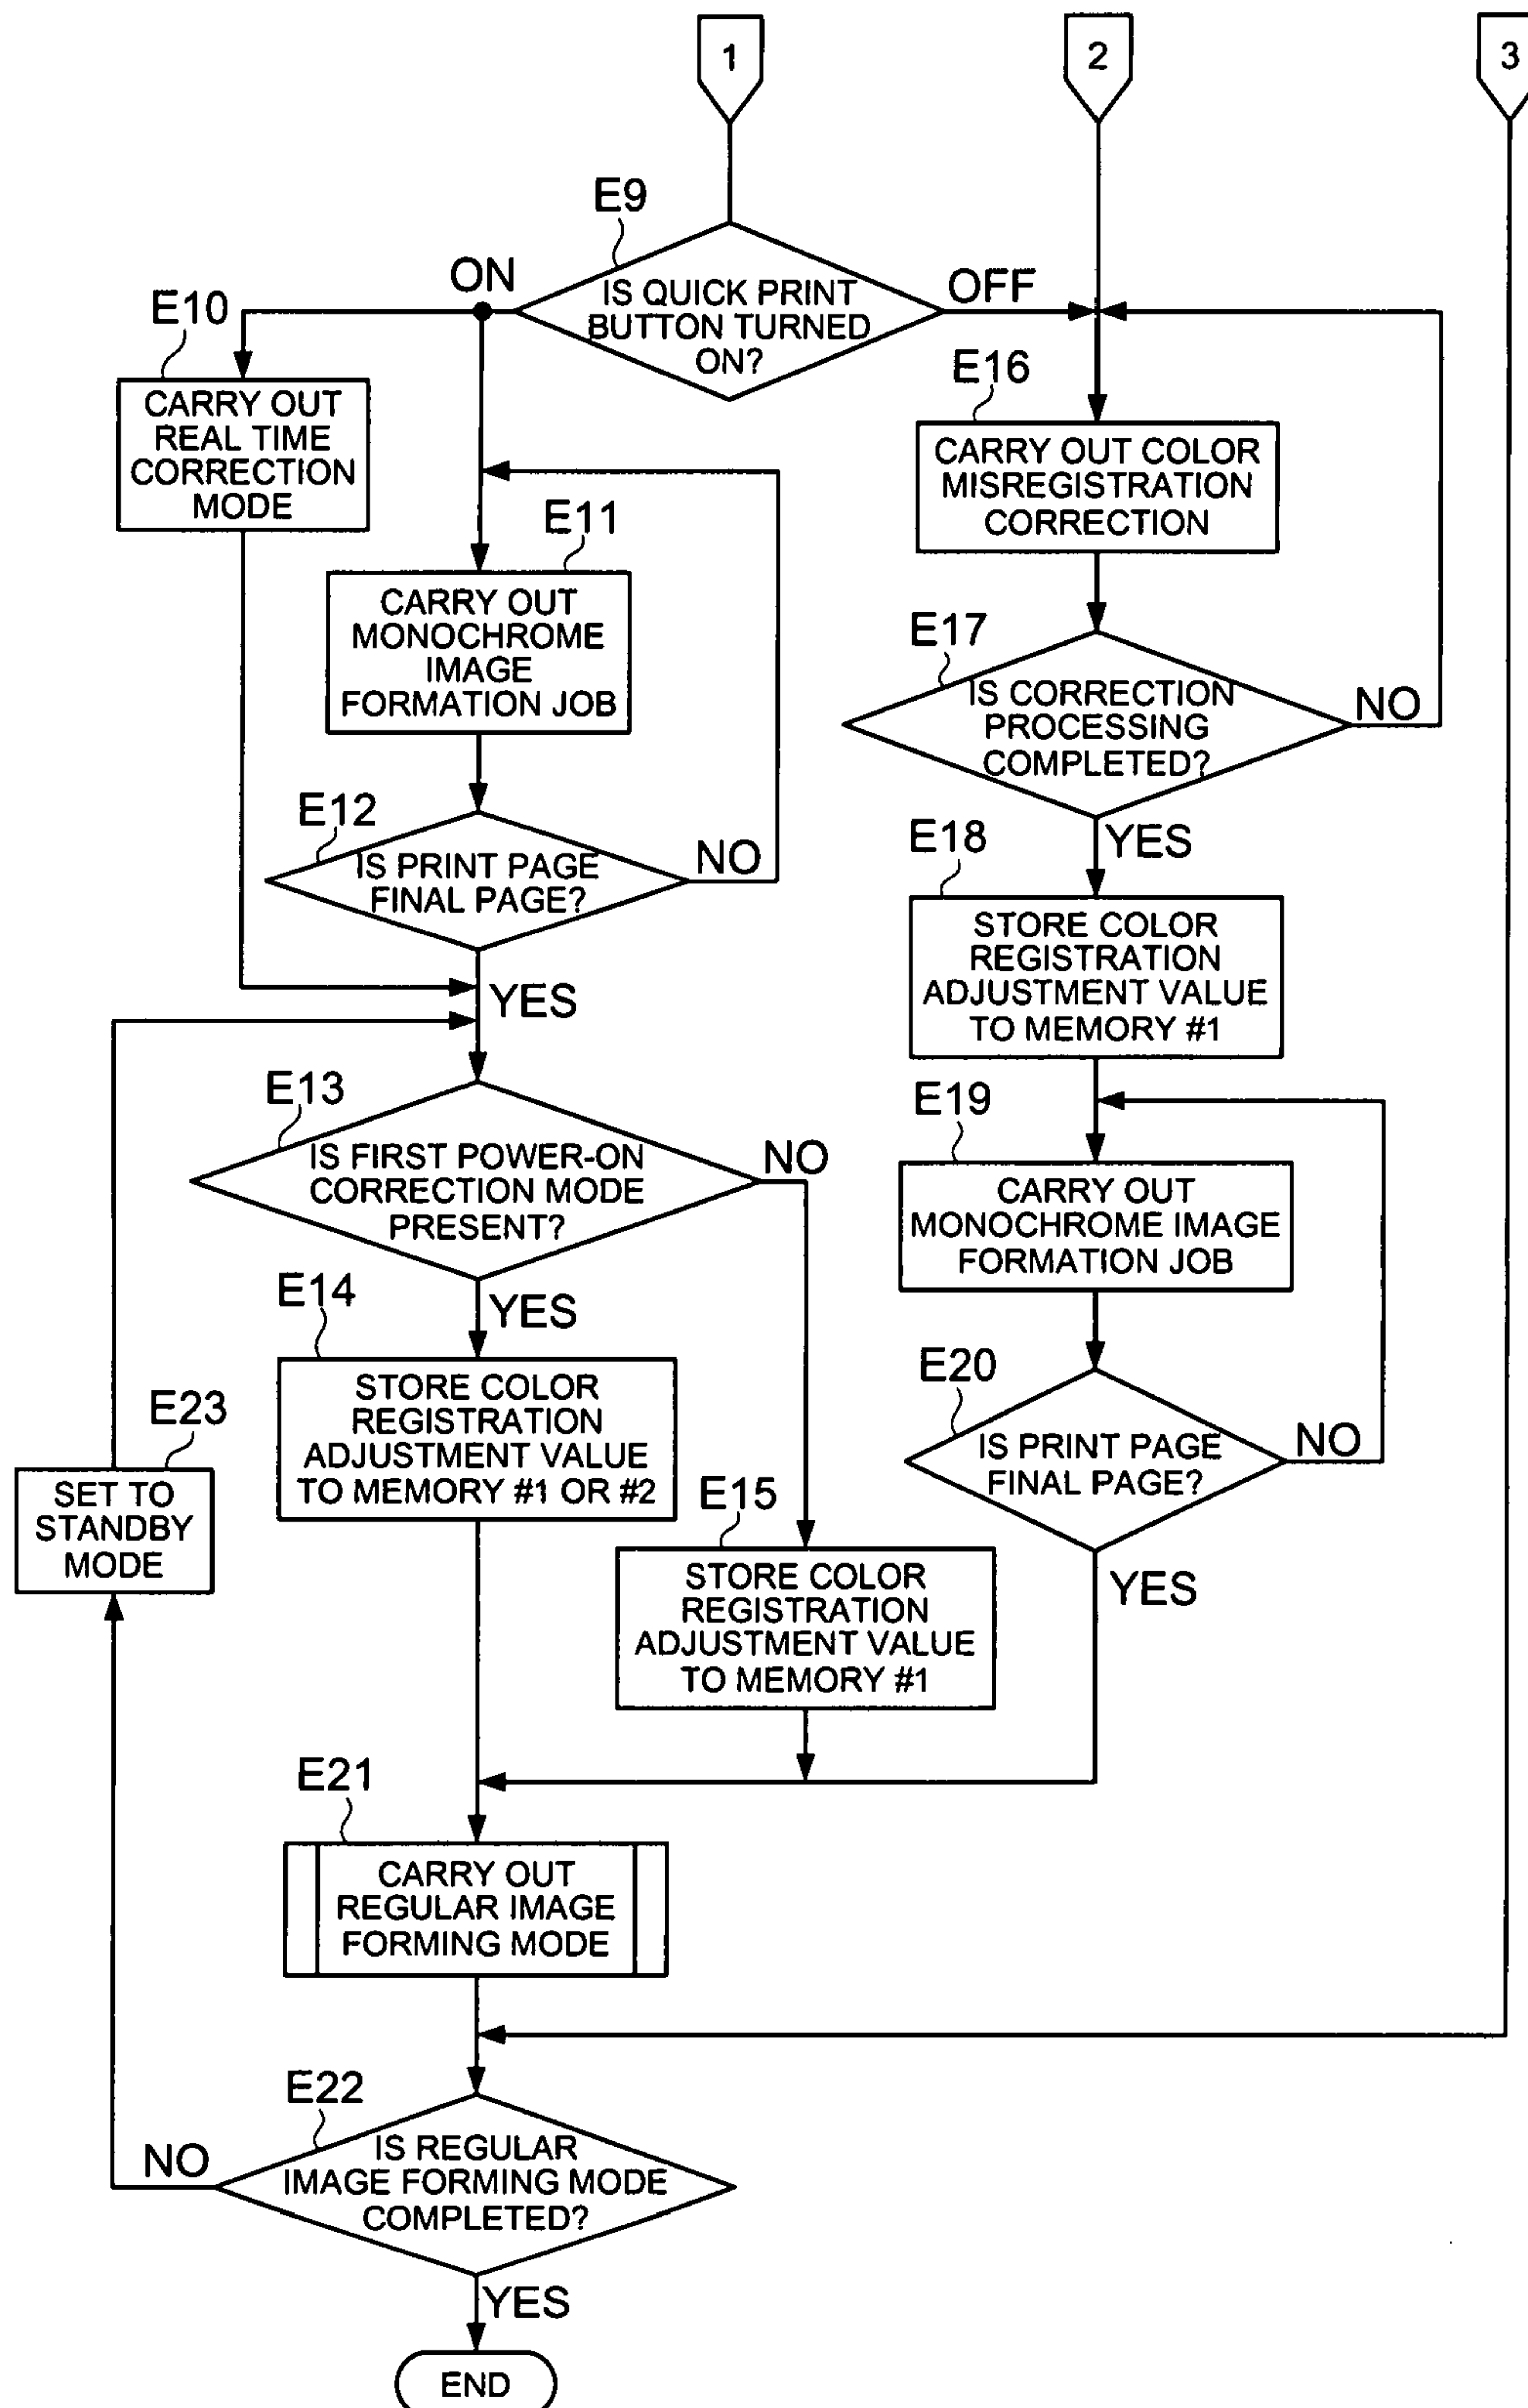 1
2
3
E9
ON
IS QUICK PRINT
BUTTON TURNED
ON?
OFF
E10
CARRY OUT
REAL TIME
CORRECTION
MODE
E16
CARRY OUT COLOR
MISREGISTRATION
CORRECTION
E11
CARRY OUT
MONOCHROME
IMAGE
FORMATION JOB
E17
IS CORRECTION
PROCESSING
COMPLETED?
NO
YES
E12
IS PRINT PAGE
FINAL PAGE?
NO
YES
E18
STORE COLOR
REGISTRATION
ADJUSTMENT VALUE
TO MEMORY #1
E13
IS FIRST POWER-ON
CORRECTION MODE
PRESENT?
NO
YES
E19
CARRY OUT
MONOCHROME IMAGE
FORMATION JOB
E14
STORE COLOR
REGISTRATION
ADJUSTMENT VALUE
TO MEMORY #1 OR #2
E20
IS PRINT PAGE
FINAL PAGE?
NO
YES
E23
SET TO
STANDBY
MODE
E15
STORE COLOR
REGISTRATION
ADJUSTMENT VALUE
TO MEMORY #1
E21
CARRY OUT
REGULAR IMAGE
FORMING MODE
E22
NO
IS REGULAR
IMAGE FORMING MODE
COMPLETED?
YES
END